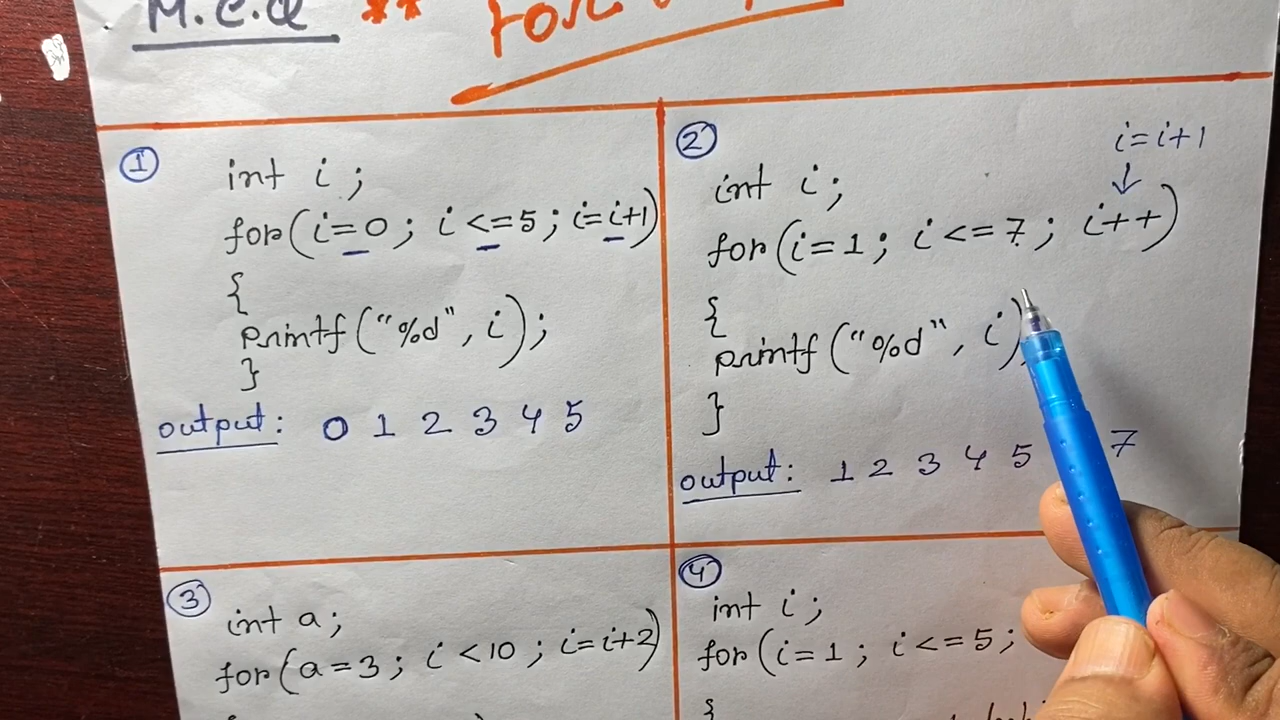 M.C.Q **
①
int i ;
for(i=0 ; i <=5 ; i=i+1)
{
printf("%d", i);
}
output: 0 1 2 3 4 5
②
i=i+1
↓
int i;
for(i=1; i<=7; i++)
{
printf("%d", i)
}
output: 1 2 3 4 5 7
③
int a;
for(a=3; i<10; i=i+2)
④
int i;
for(i=1; i<=5;
{